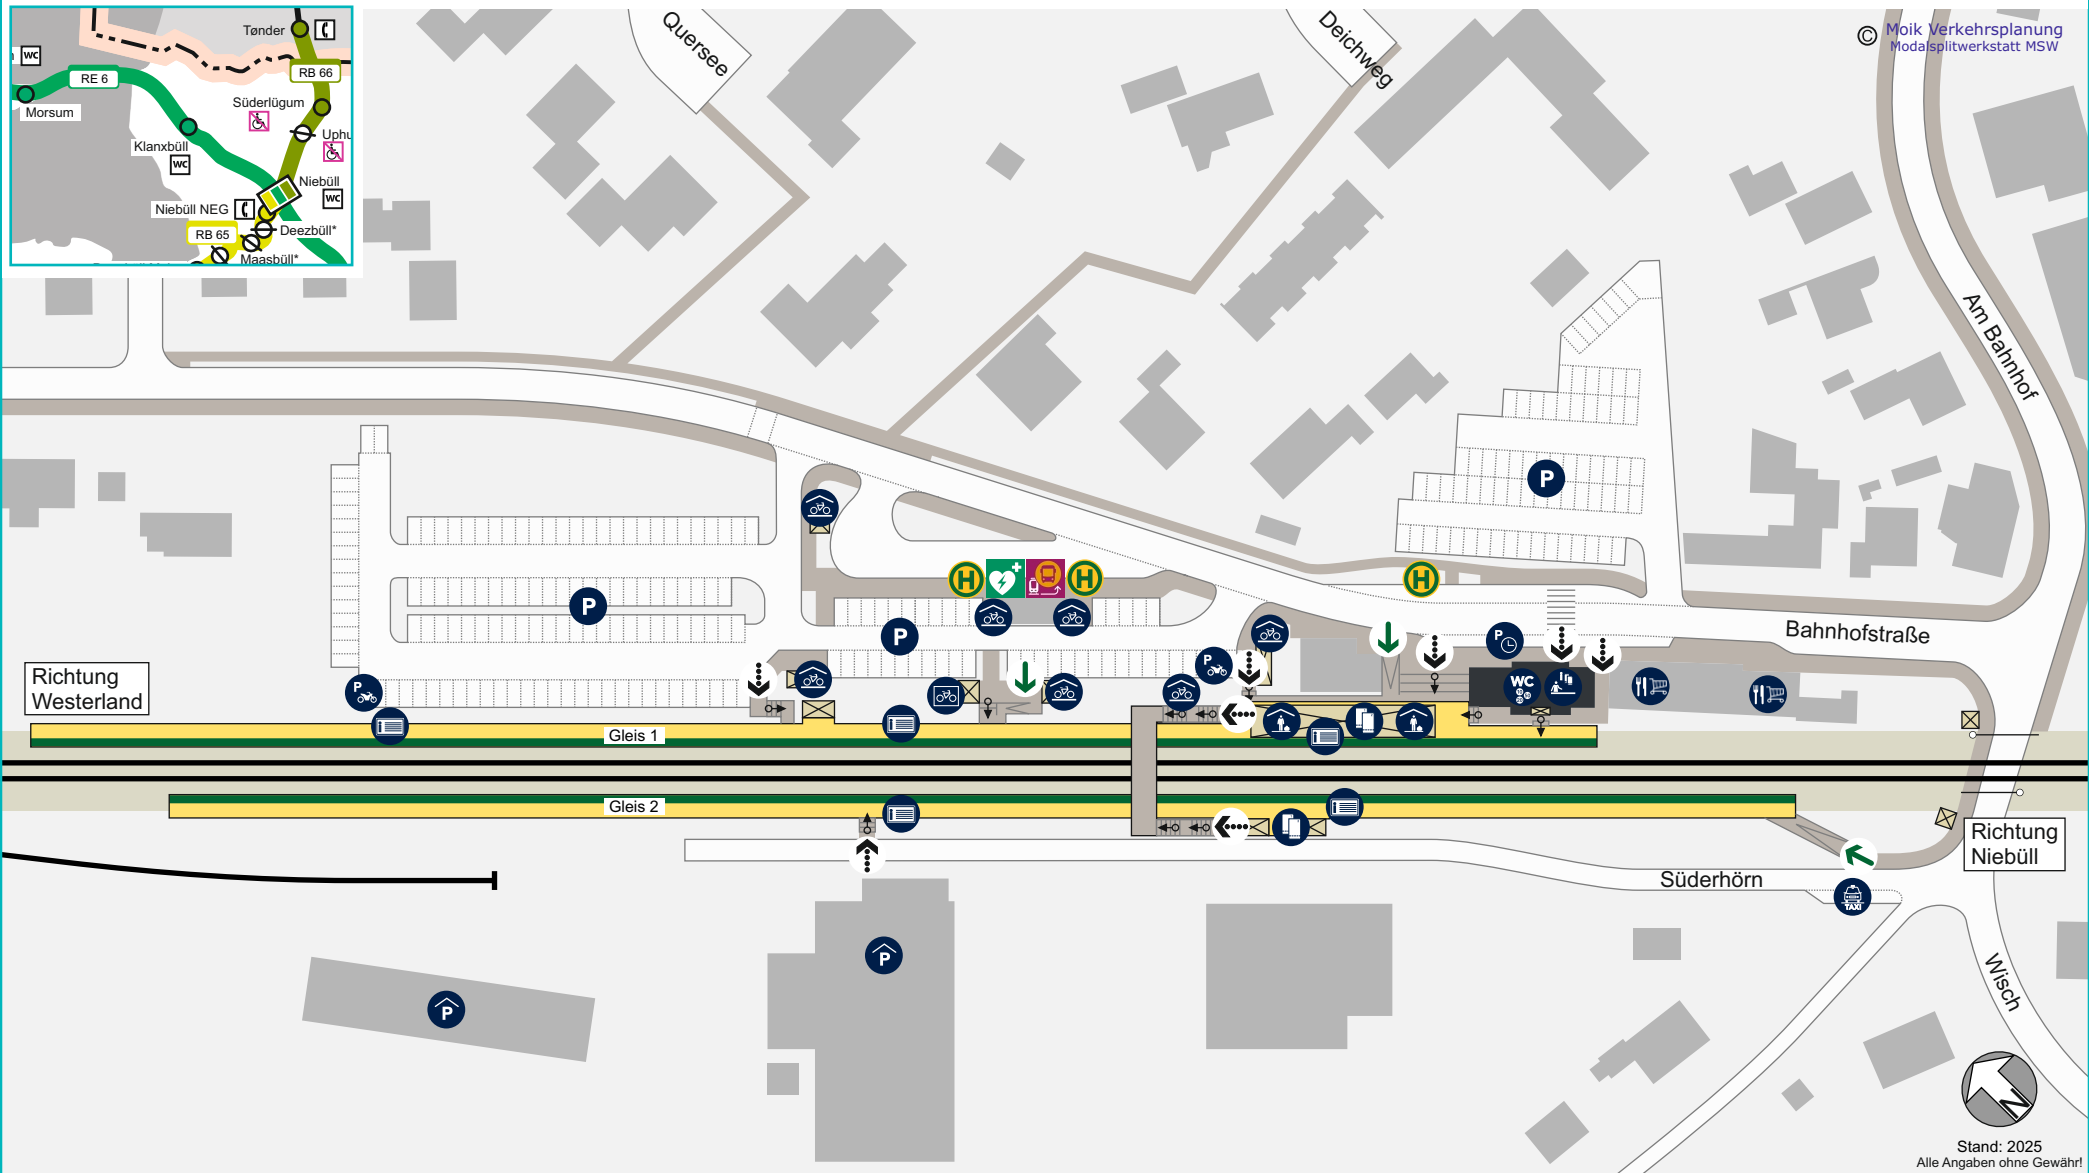 Tønder
WC
RE 6
RB 66
Morsum
Süderlügum
Klanxbüll
WC
Niebüll
WC
Niebüll NEG
RB 65
Deezbüll*
Maasbüll*
Quersee
Deichweg
© Moik Verkehrsplanung
Modalsplitwerkstatt MSW
Am Bahnhof
P
P
P
H
H
H
P
P
P
WC
Bahnhofstraße
Richtung
Westerland
Gleis 1
Gleis 2
Richtung
Niebüll
Süderhörn
TAXI
P
P
Wisch
N
Stand: 2025
Alle Angaben ohne Gewähr!